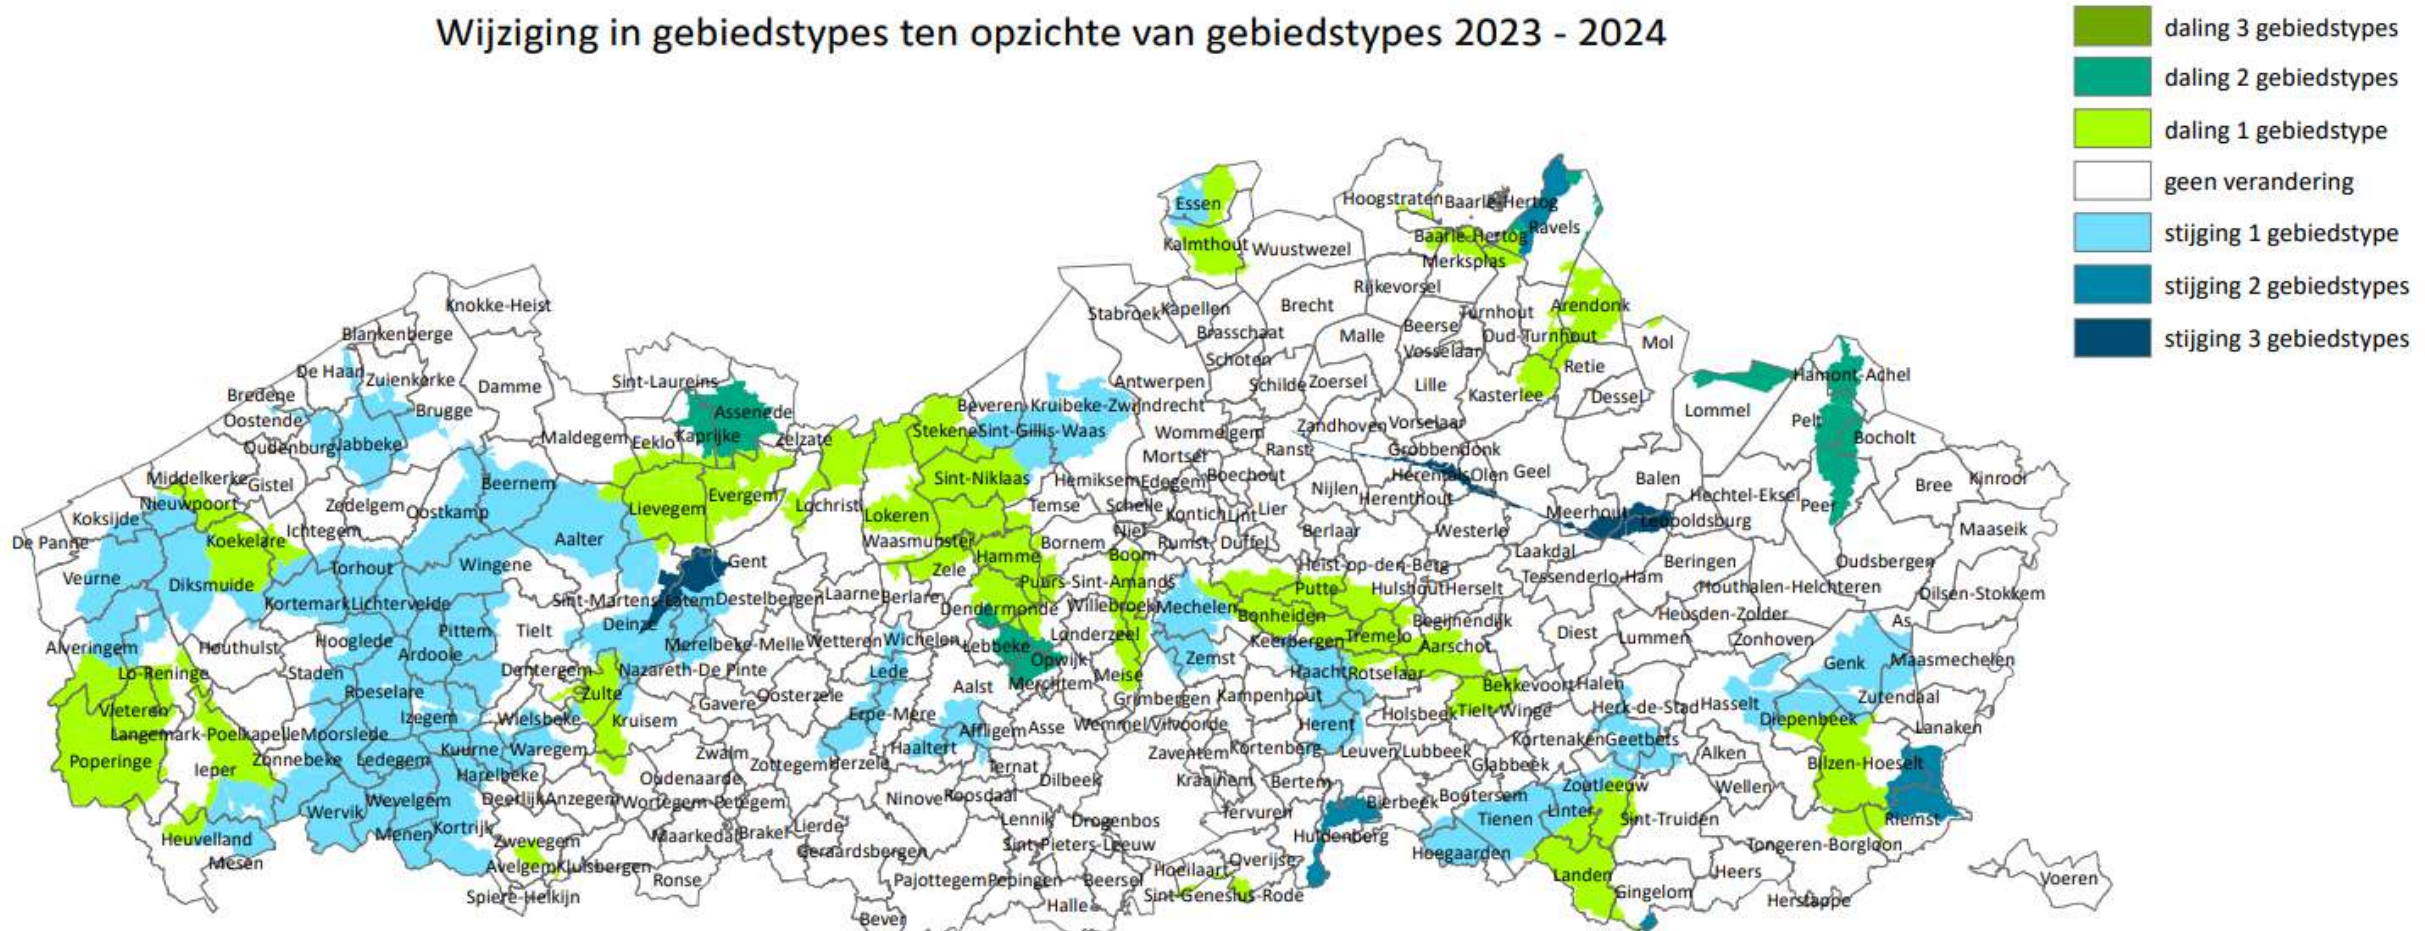 Wijziging in gebiedstypes ten opzichte van gebiedstypes 2023 - 2024
daling 3 gebiedstypes
daling 2 gebiedstypes
daling 1 gebiedstype
geen verandering
stijging 1 gebiedstype
stijging 2 gebiedstypes
stijging 3 gebiedstypes
Essen
Hoogstraten
Baarle-Hertog
Ravels
Kalmthout
Wuustwezel
Baarle-Hertog
Merksplas
Knokke-Heist
Rijkevorsel
Stabroek
Kapellen
Brecht
Turnhout
Arendonk
Blankenberge
Brasschaat
Malle
Beerse
Oud-Turnhout
Mol
Schoten
Vosselaar
Retie
De Haan
Zuienkerke
Damme
Sint-Laureins
Antwerpen
Schilde
Zoersel
Lille
Kasterlee
Dessel
Hamont-Achel
Bredene
Oostende
Brugge
Assenede
Beveren-Kruibeke-Zwijndrecht
Lommel
Pelt
Oudenburg
Jabbeke
Maldegem
Eeklo
Kaprijke
Zelzate
Stekene
Sint-Gillis-Waas
Wommelgem
Zandhoven
Vorselaar
Bocholt
Mortsel
Ranst
Grobbendonk
Middelkerke
Gistel
Beernem
Evergem
Sint-Niklaas
Hemiksem
Edegem
Boechout
Herentals
Olen
Geel
Balen
Hechtel-Eksel
Bree
Kinrooi
Nieuwpoort
Zedelgem
Oostkamp
Lievegem
Lochristi
Lokeren
Temse
Schelle
Kontich
Lint
Lier
Nijlen
Herenthout
Meerhout
Leopoldsburg
Peer
Koksijde
De Panne
Koekelare
Ichtegem
Aalter
Waasmunster
Bornem
Niel
Rumst
Duffel
Berlaar
Westerlo
Maaseik
Veurne
Diksmuide
Torhout
Wingene
Gent
Zele
Hamme
Boom
Laakdal
Beringen
Oudsbergen
Puurs-Sint-Amands
Heist-op-den-Berg
Putte
Hulshout
Herselt
Tessenderlo-Ham
Houthalen-Helchteren
Dilsen-Stokkem
Kortemark
Lichtervelde
Sint-Martens-Latem
Destelbergen
Laarne
Berlare
Dendermonde
Willebroek
Mechelen
Bonheiden
Heusden-Zolder
As
Alveringem
Houthulst
Hooglede
Pittem
Tielt
Deinze
Merelbeke-Melle
Wetteren
Wichelen
Lebbeke
Londerzeel
Keerbergen
Tremelo
Begijnendijk
Diest
Lummen
Zonhoven
Ardooie
Lo-Reninge
Staden
Dentergem
Nazareth-De Pinte
Lede
Opwijk
Zemst
Aarschot
Genk
Maasmechelen
Roeselare
Zulte
Oosterzele
Aalst
Merchtem
Meise
Haacht
Rotselaar
Bekkevoort
Halen
Vleteren
Izegem
Wielsbeke
Kruisem
Gavere
Erpe-Mere
Grimbergen
Kampenhout
Holsbeek
Tielt-Winge
Herk-de-Stad
Hasselt
Zutendaal
Langemark-Poelkapelle
Moorslede
Affligem
Asse
Wemmel
Vilvoorde
Herent
Diepenbeek
Lanaken
Poperinge
Ieper
Zonnebeke
Ledegem
Kuurne
Waregem
Zwalm
Zottegem
Herzele
Haaltert
Ternat
Zaventem
Kortenberg
Leuven
Lubbeek
Kortenaken
Geetbets
Alken
Bilzen-Hoeselt
Harelbeke
Oudenaarde
Dilbeek
Kraainem
Bertem
Glabbeek
Zoutleeuw
Wellen
Wervik
Wevelgem
Deerlijk
Anzegem
Wortegem-Petegem
Ninove
Roosdaal
Tervuren
Bierbeek
Boutersem
Linter
Heuvelland
Menen
Kortrijk
Zwevegem
Maarkedal
Brakel
Lierde
Lennik
Drogenbos
Huldenberg
Tienen
Sint-Truiden
Riemst
Mesen
Avelgem
Kluisbergen
Geraardsbergen
Sint-Pieters-Leeuw
Hoegaarden
Tongeren-Borgloon
Spiere-Helkijn
Ronse
Pajottegem
Pepingen
Beersel
Hoeilaart
Overijse
Landen
Gingelom
Heers
Voeren
Bever
Halle
Sint-Genesius-Rode
Herstappe